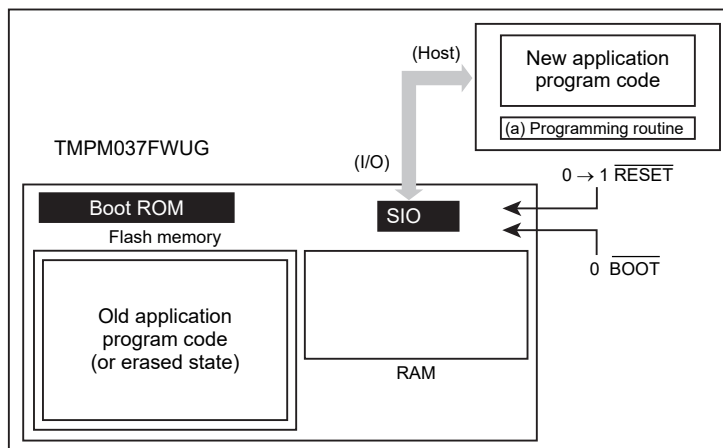 (Host)
New application
program code
(a) Programming routine
TMPM037FWUG
(I/O)
0 → 1 RESET
Boot ROM
SIO
Flash memory
0 BOOT
Old application
program code
(or erased state)
RAM